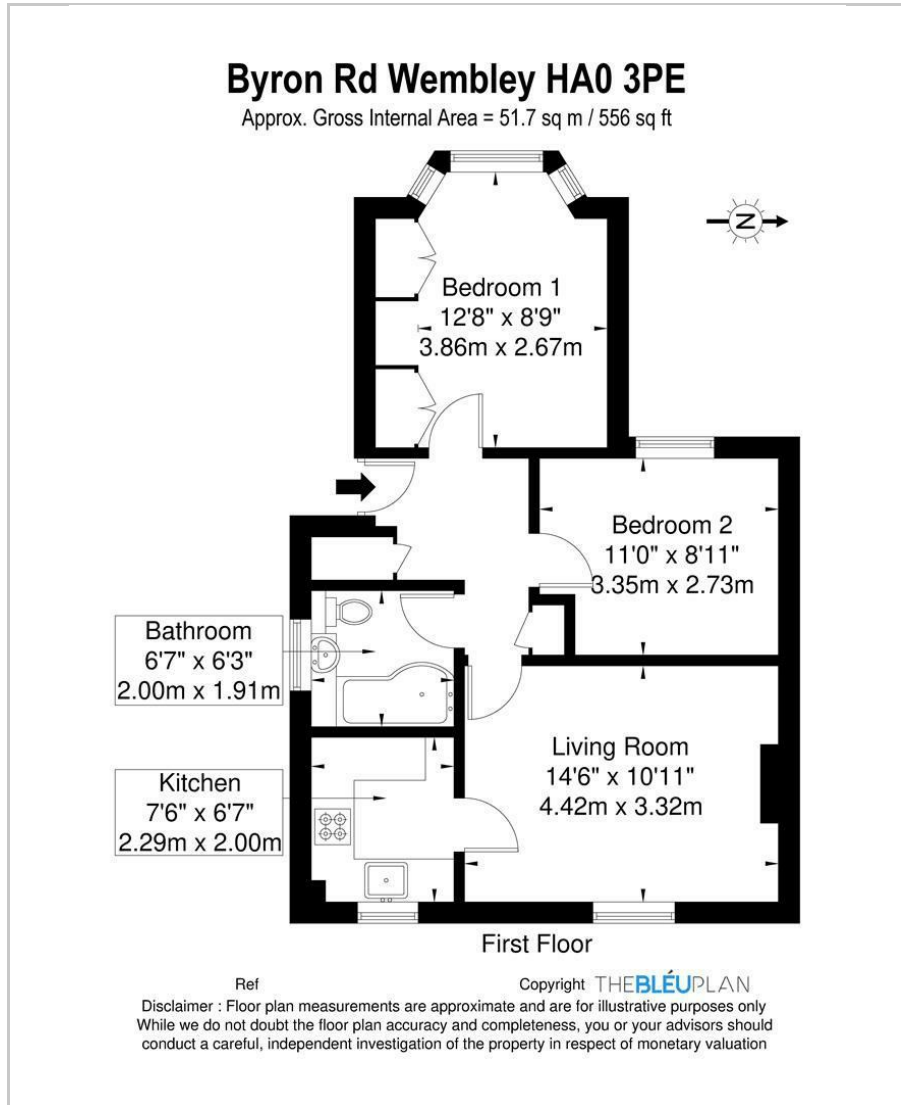 Byron Rd Wembley HA0 3PE
Approx. Gross Internal Area = 51.7 sq m / 556 sq ft
N
Bedroom 1
12'8" x 8'9"
3.86m x 2.67m
Bedroom 2
11'0" x 8'11"
3.35m x 2.73m
Bathroom
6'7" x 6'3"
2.00m x 1.91m
Living Room
14'6" x 10'11"
4.42m x 3.32m
Kitchen
7'6" x 6'7"
2.29m x 2.00m
First Floor
Ref
Copyright THEBLÉUPLAN
Disclaimer : Floor plan measurements are approximate and are for illustrative purposes only
While we do not doubt the floor plan accuracy and completeness, you or your advisors should
conduct a careful, independent investigation of the property in respect of monetary valuation